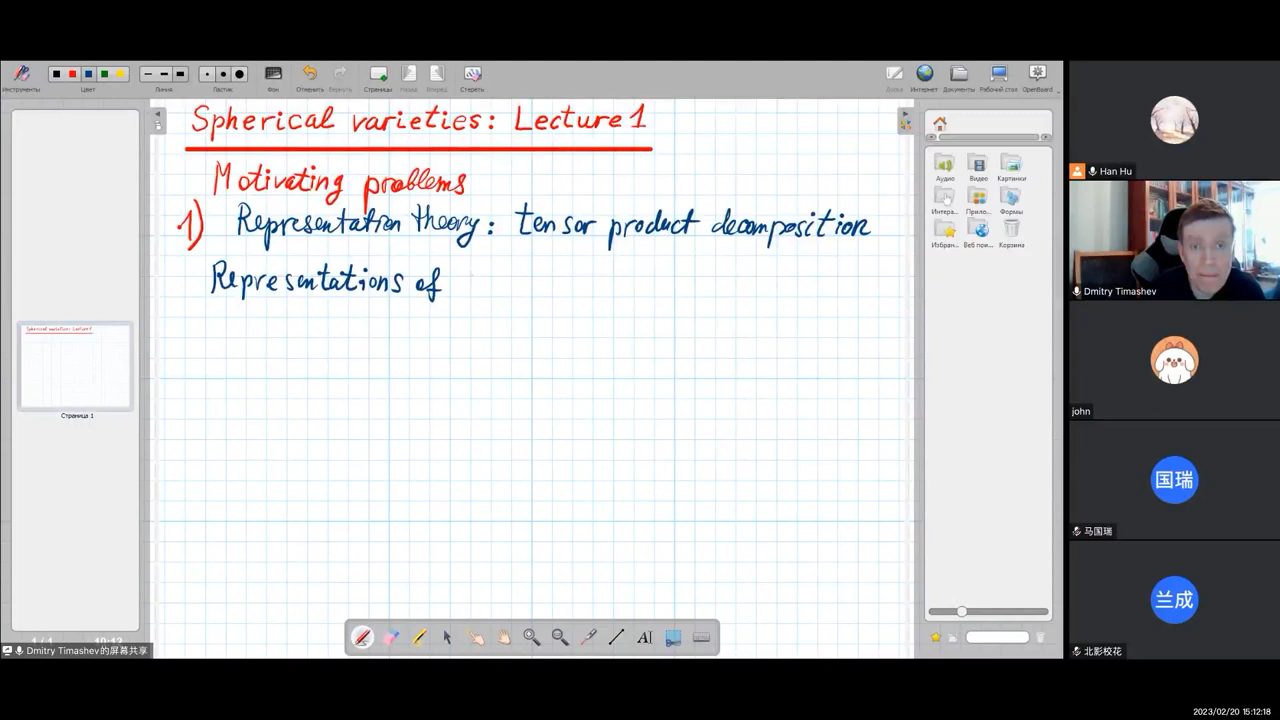 Инструменты
Цвет
Линия
Ластик
Фон
Отменить
Вернуть
Страницы
Назад
Вперед
Стереть
Доска
Интернет
Документы
Рабочий стол
OpenBoard
Spherical varieties: Lecture 1
Motivating problems
1) Representation theory: tensor product decomposition
Representations of
Spherical varieties: Lecture 1
Страница 1
Аудио
Видео
Картинки
Интера...
Прило...
Формы
Избран...
Веб пои...
Корзина
Han Hu
Dmitry Timashev
john
国瑞
马国瑞
兰成
北影校花
Dmitry Timashev的屏幕共享
2023/02/20 15:12:18